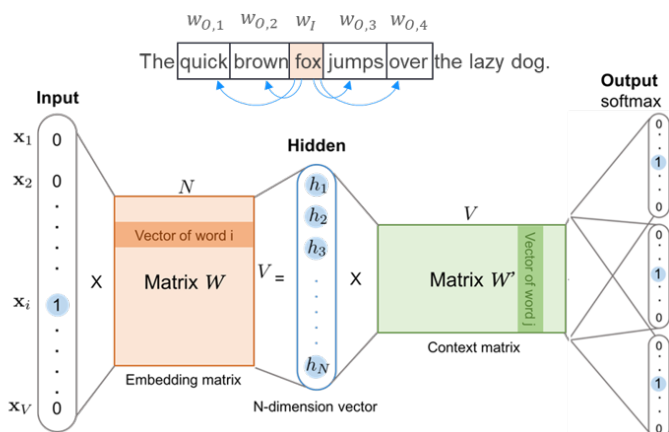 w_{O,1} w_{O,2} w_I w_{O,3} w_{O,4}
The quick brown fox jumps over the lazy dog.
Output
softmax
Input
Hidden
x_1 0
x_2 0
x_i 1
x_V 0
X
N
Vector of word i
Matrix W
V
Embedding matrix
=
h_1
h_2
h_3
h_N
N-dimension vector
X
V
Vector of word j
Matrix W'
Context matrix
0
1
0
0
1
0
0
1
0